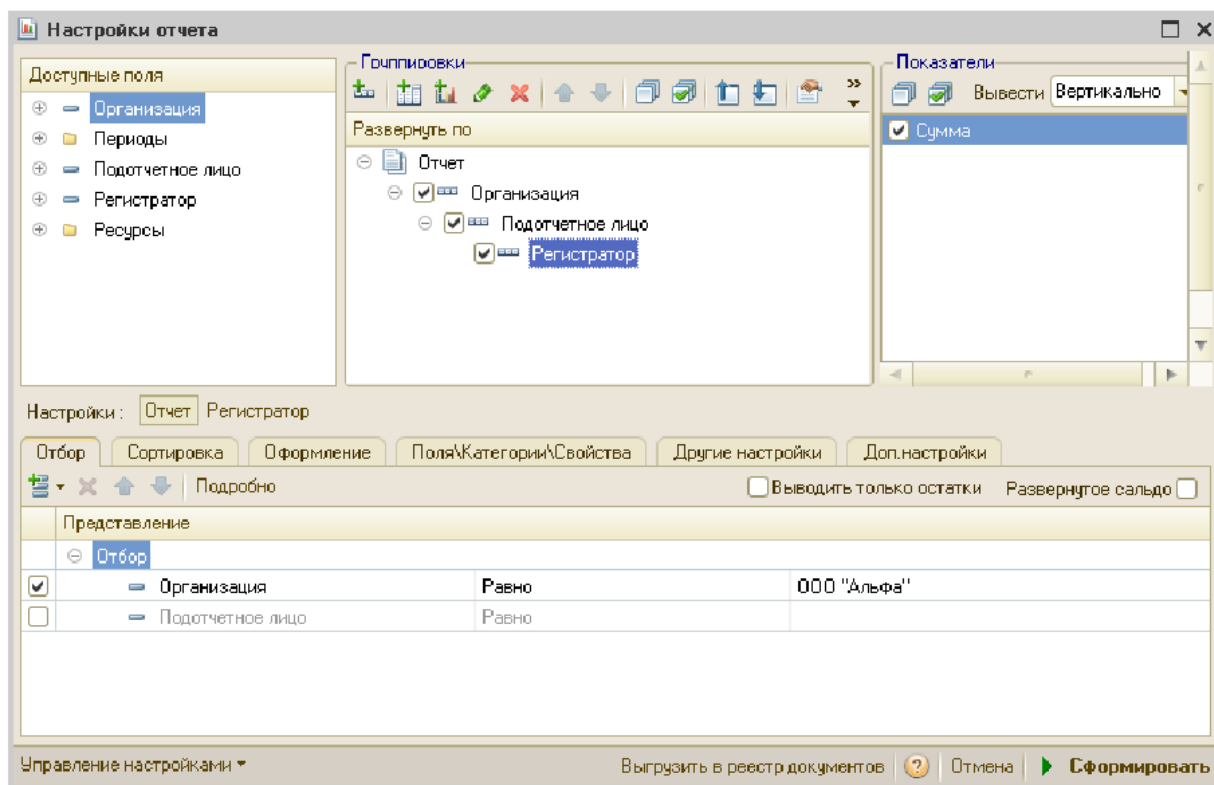 Настройки отчета
Доступные поля
Организация
Периоды
Подотчетное лицо
Регистратор
Ресурсы
Группировки
Развернуть по
Отчет
Организация
Подотчетное лицо
Регистратор
Показатели
Вывести Вертикально
Сумма
Настройки: Отчет Регистратор
Отбор Сортировка Оформление Поля\Категории\Свойства Другие настройки Доп.настройки
Подробно Выводить только остатки Развернутое сальдо
Представление
Отбор
Организация Равно ООО "Альфа"
Подотчетное лицо Равно
Управление настройками Выгрузить в реестр документов Отмена Сформировать